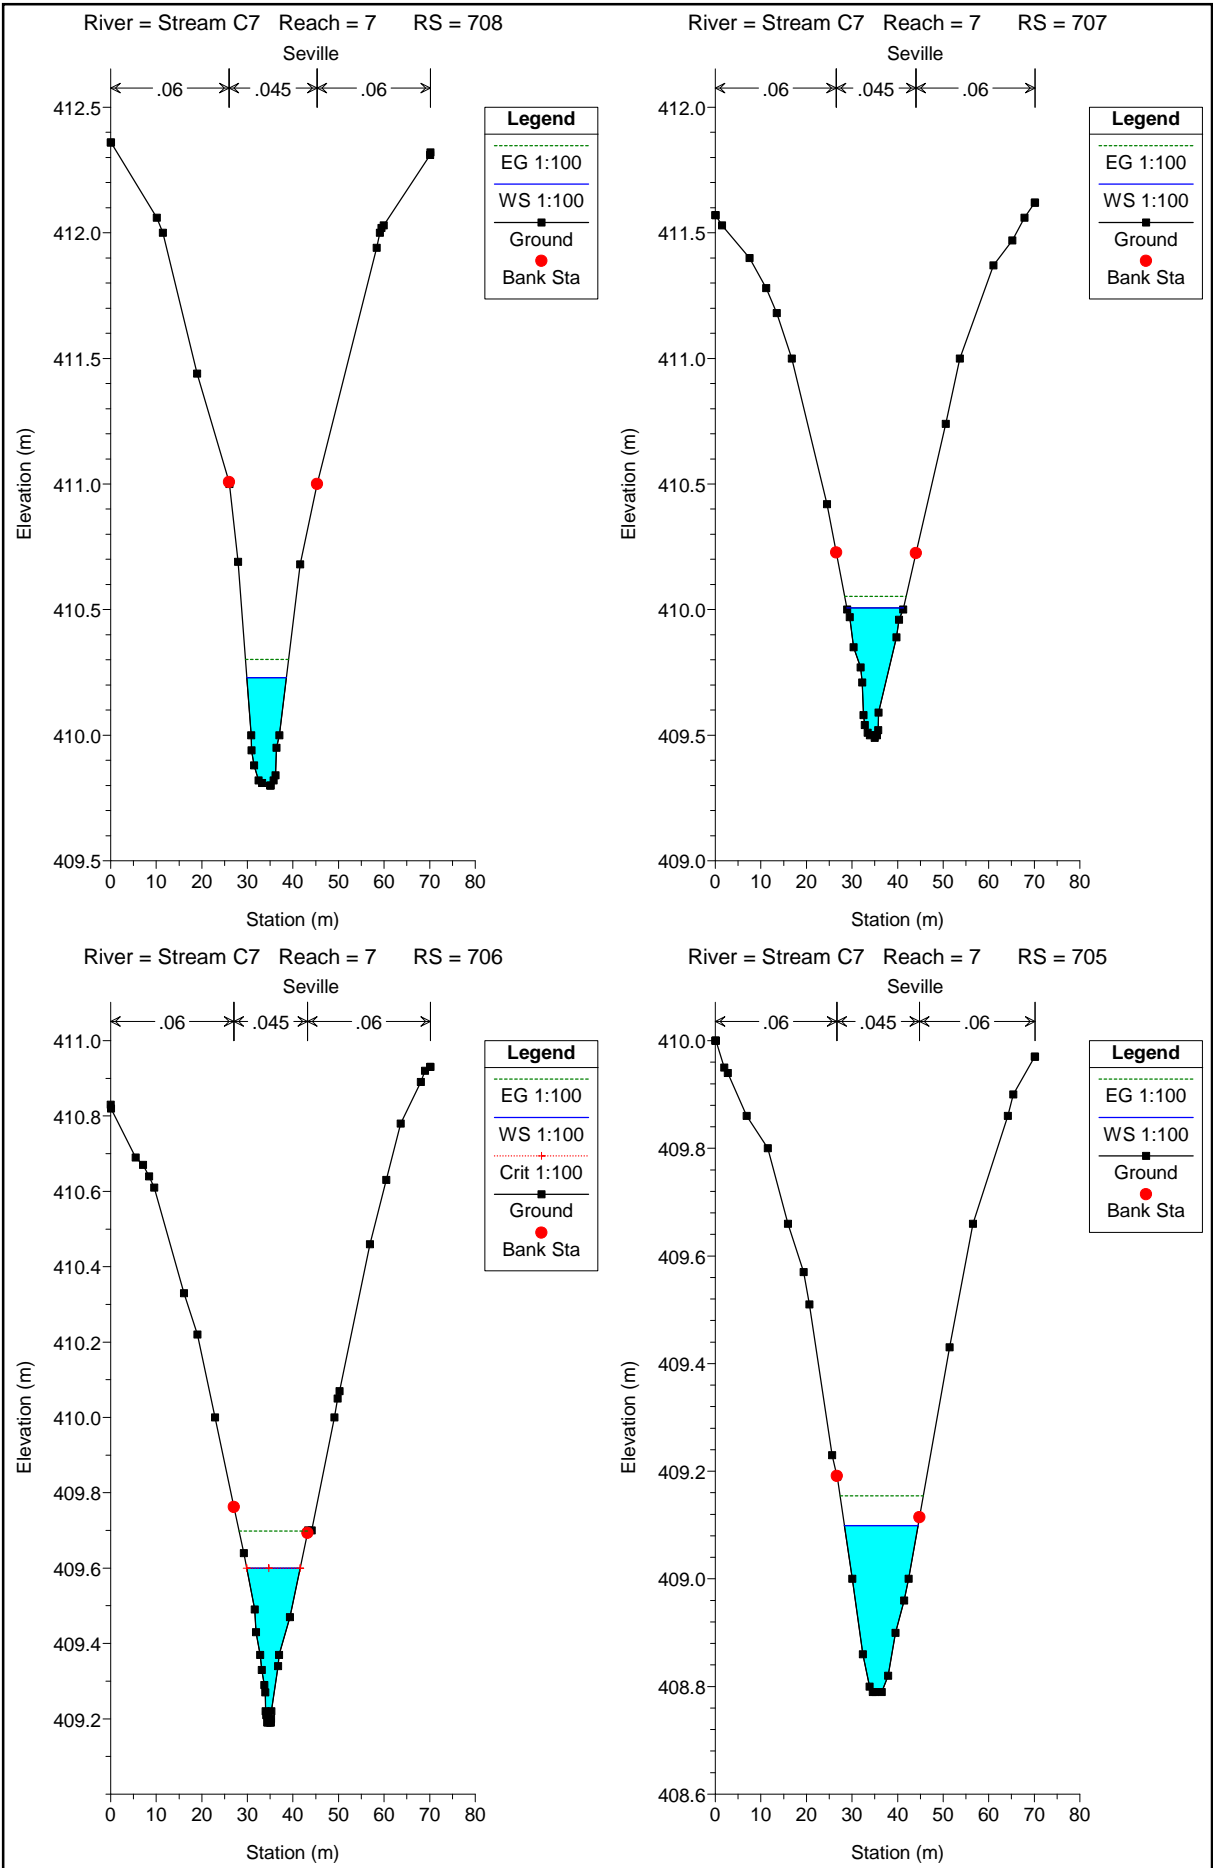 River = Stream C7 Reach = 7 RS = 708
Seville
.06 .045 .06
412.5
412.0
411.5
411.0
410.5
410.0
409.5
Elevation (m)
0 10 20 30 40 50 60 70 80
Station (m)
Legend
EG 1:100
WS 1:100
Ground
Bank Sta
River = Stream C7 Reach = 7 RS = 707
Seville
.06 .045 .06
412.0
411.5
411.0
410.5
410.0
409.5
409.0
Elevation (m)
0 10 20 30 40 50 60 70 80
Station (m)
Legend
EG 1:100
WS 1:100
Ground
Bank Sta
River = Stream C7 Reach = 7 RS = 706
Seville
.06 .045 .06
411.0
410.8
410.6
410.4
410.2
410.0
409.8
409.6
409.4
409.2
Elevation (m)
0 10 20 30 40 50 60 70 80
Station (m)
Legend
EG 1:100
WS 1:100
Crit 1:100
Ground
Bank Sta
River = Stream C7 Reach = 7 RS = 705
Seville
.06 .045 .06
410.0
409.8
409.6
409.4
409.2
409.0
408.8
408.6
Elevation (m)
0 10 20 30 40 50 60 70 80
Station (m)
Legend
EG 1:100
WS 1:100
Ground
Bank Sta